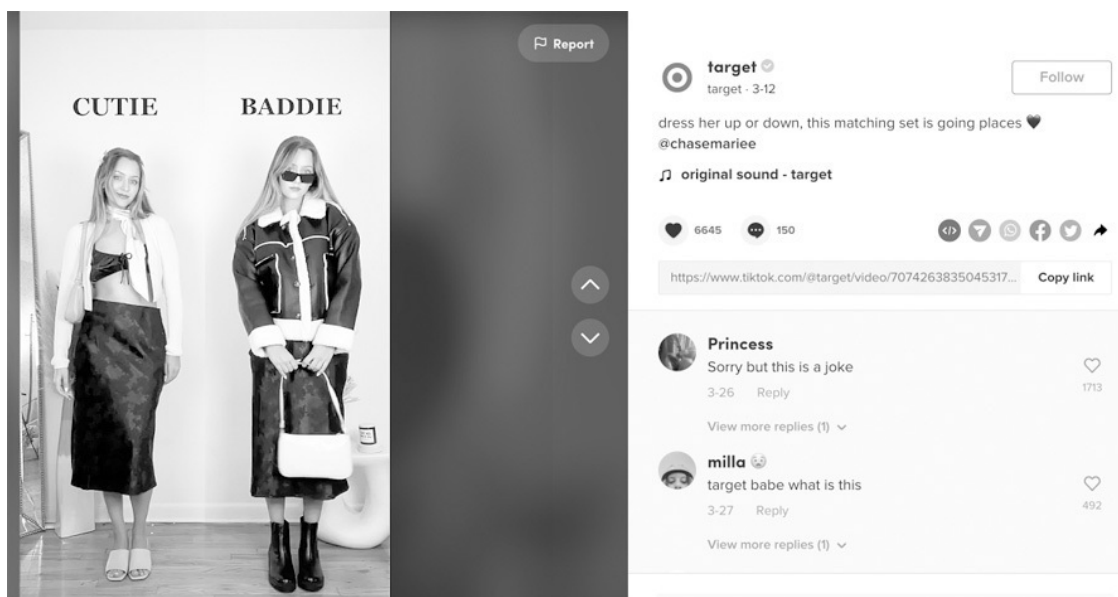 CUTIE BADDIE
Report
target
target · 3-12
Follow
dress her up or down, this matching set is going places 🖤
@chasemariee
original sound - target
6645 150
https://www.tiktok.com/@target/video/7074263835045317...
Copy link
Princess
Sorry but this is a joke
3-26 Reply
1713
View more replies (1)
milla
target babe what is this
3-27 Reply
492
View more replies (1)